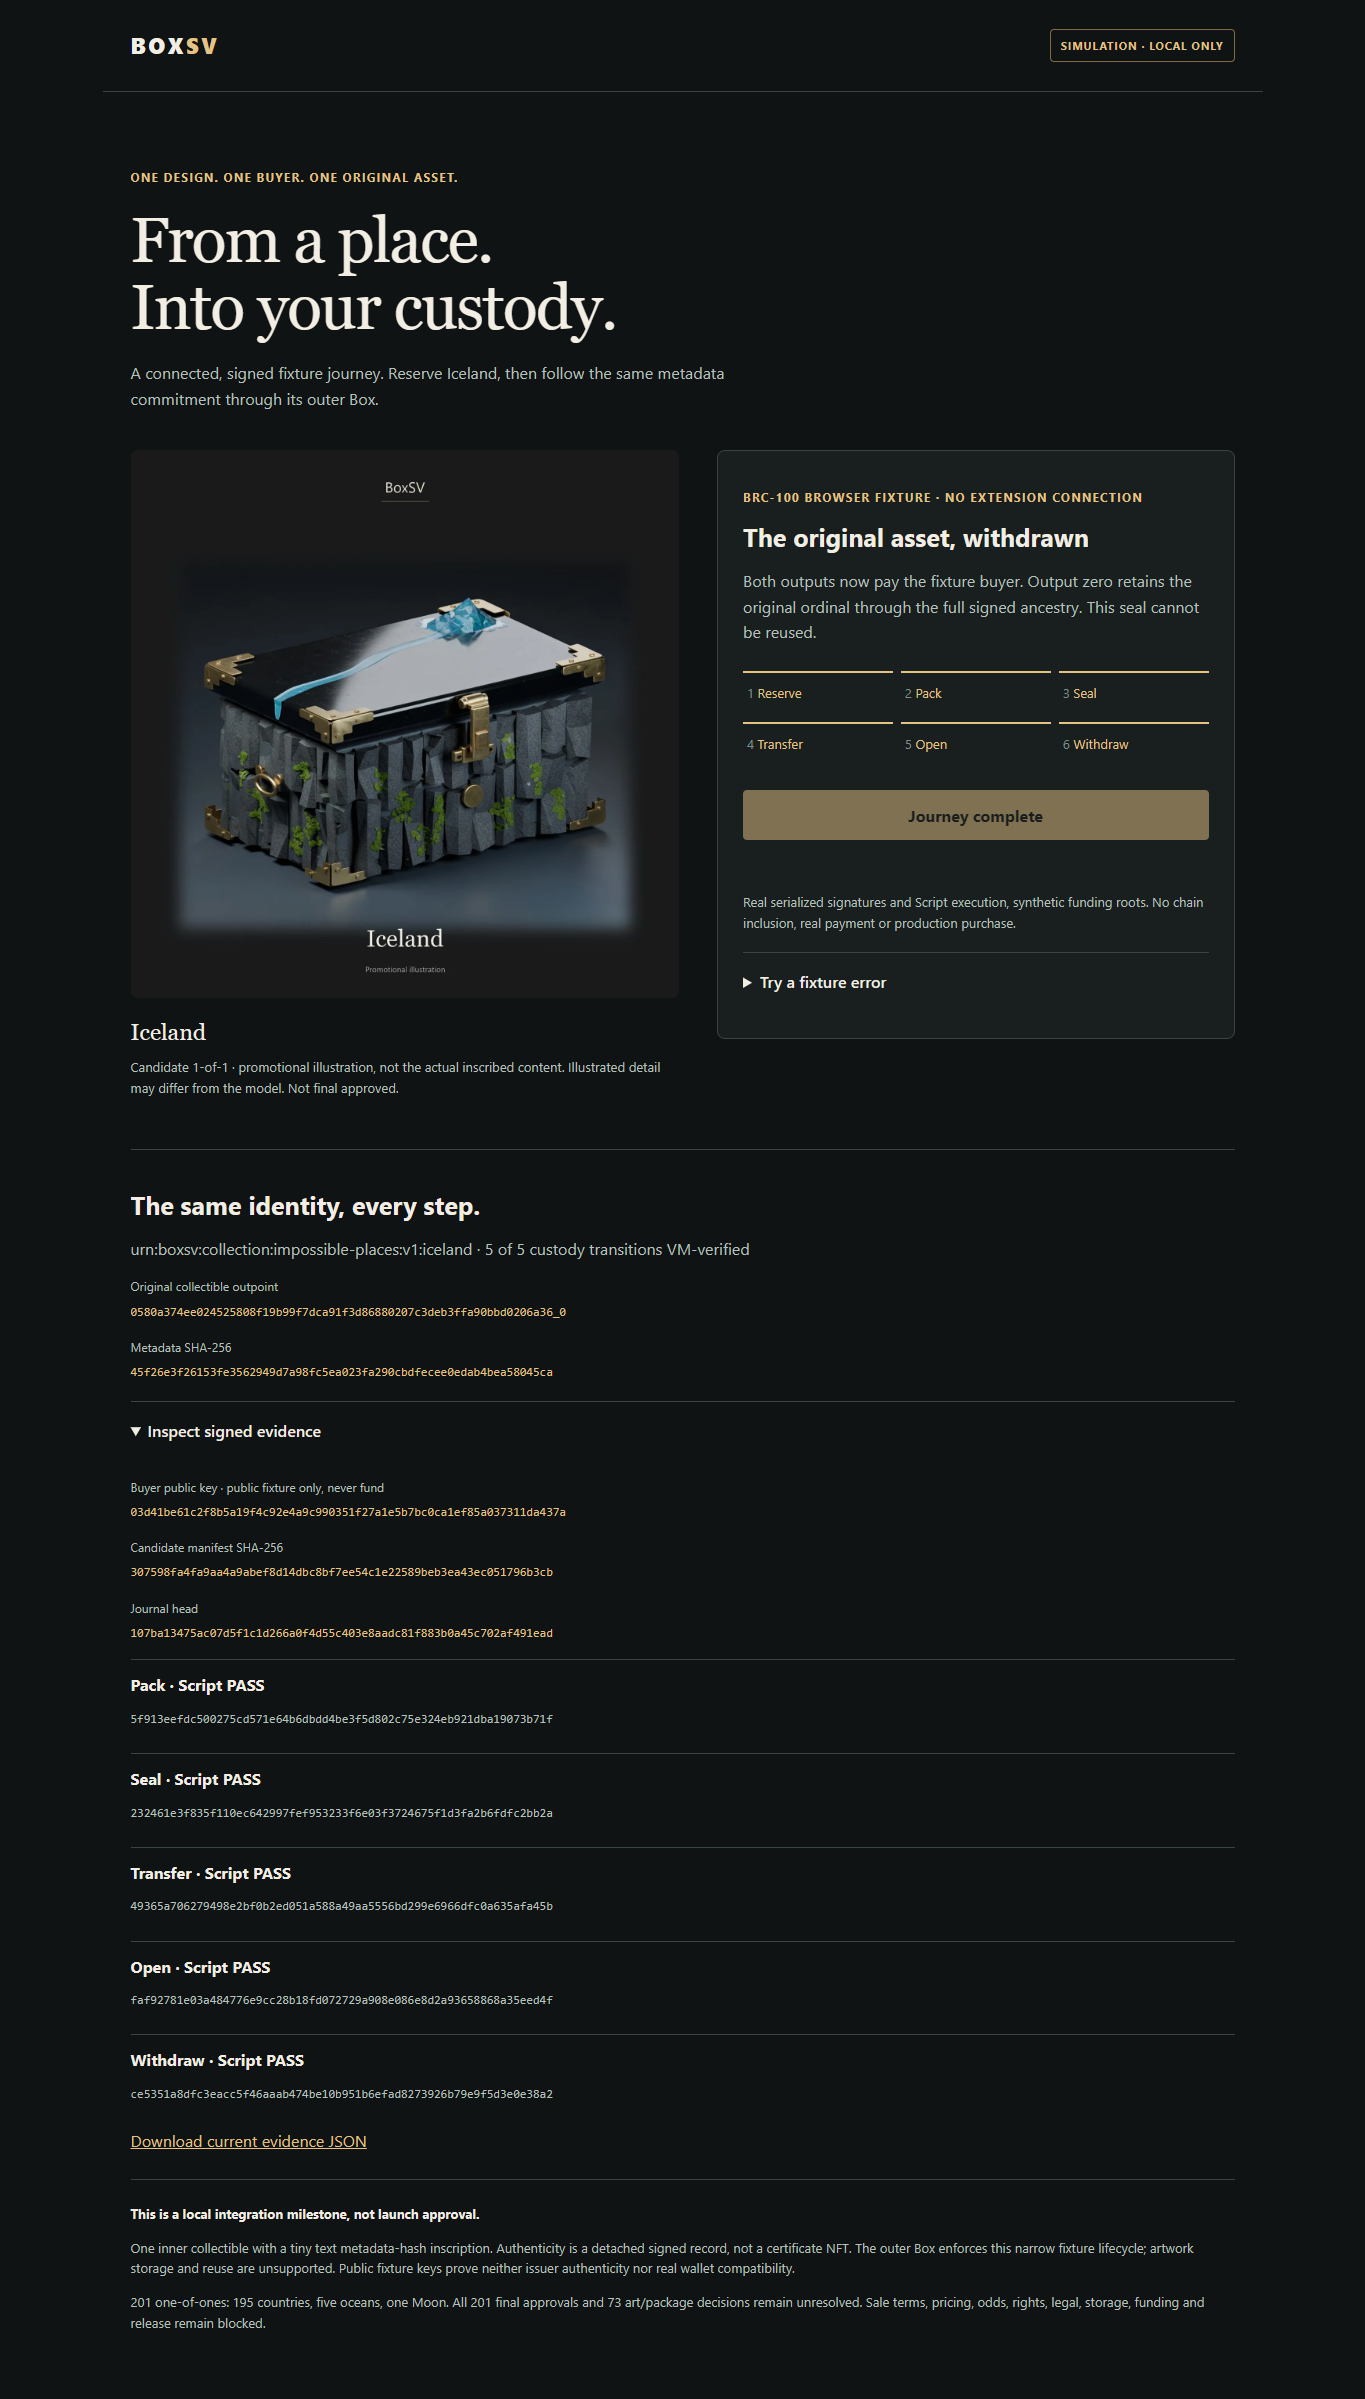 BOXSV
SIMULATION · LOCAL ONLY
ONE DESIGN. ONE BUYER. ONE ORIGINAL ASSET.
From a place.
Into your custody.
A connected, signed fixture journey. Reserve Iceland, then follow the same metadata
commitment through its outer Box.
BoxSV
Iceland
Promotional illustration
Iceland
Candidate 1-of-1 · promotional illustration, not the actual inscribed content. Illustrated detail
may differ from the model. Not final approved.
BRC-100 BROWSER FIXTURE · NO EXTENSION CONNECTION
The original asset, withdrawn
Both outputs now pay the fixture buyer. Output zero retains the
original ordinal through the full signed ancestry. This seal cannot
be reused.
1 Reserve
2 Pack
3 Seal
4 Transfer
5 Open
6 Withdraw
Journey complete
Real serialized signatures and Script execution, synthetic funding roots. No chain
inclusion, real payment or production purchase.
▶ Try a fixture error
The same identity, every step.
urn:boxsv:collection:impossible-places:v1:iceland · 5 of 5 custody transitions VM-verified
Original collectible outpoint
0580a374ee024525808f19b99f7dca91f3d86880207c3deb3ffa90bbd0206a36_0
Metadata SHA-256
45f26e3f26153fe3562949d7a98fc5ea023fa290cbdfecee0edab4bea58045ca
▼ Inspect signed evidence
Buyer public key · public fixture only, never fund
03d41be61c2f8b5a19f4c92e4a9c990351f27a1e5b7bc0ca1ef85a037311da437a
Candidate manifest SHA-256
307598fa4fa9aa4a9abef8d14dbc8bf7ee54c1e22589beb3ea43ec051796b3cb
Journal head
107ba13475ac07d5f1c1d266a0f4d55c403e8aadc81f883b0a45c702af491ead
Pack · Script PASS
5f913eefdc500275cd571e64b6dbdd4be3f5d802c75e324eb921dba19073b71f
Seal · Script PASS
232461e3f835f110ec642997fef953233f6e03f3724675f1d3fa2b6fdfc2bb2a
Transfer · Script PASS
49365a706279498e2bf0b2ed051a588a49aa5556bd299e6966dfc0a635afa45b
Open · Script PASS
faf92781e03a484776e9cc28b18fd072729a908e086e8d2a93658868a35eed4f
Withdraw · Script PASS
ce5351a8dfc3eacc5f46aaab474be10b951b6efad8273926b79e9f5d3e0e38a2
Download current evidence JSON
This is a local integration milestone, not launch approval.
One inner collectible with a tiny text metadata-hash inscription. Authenticity is a detached signed record, not a certificate NFT. The outer Box enforces this narrow fixture lifecycle; artwork
storage and reuse are unsupported. Public fixture keys prove neither issuer authenticity nor real wallet compatibility.
201 one-of-ones: 195 countries, five oceans, one Moon. All 201 final approvals and 73 art/package decisions remain unresolved. Sale terms, pricing, odds, rights, legal, storage, funding and
release remain blocked.